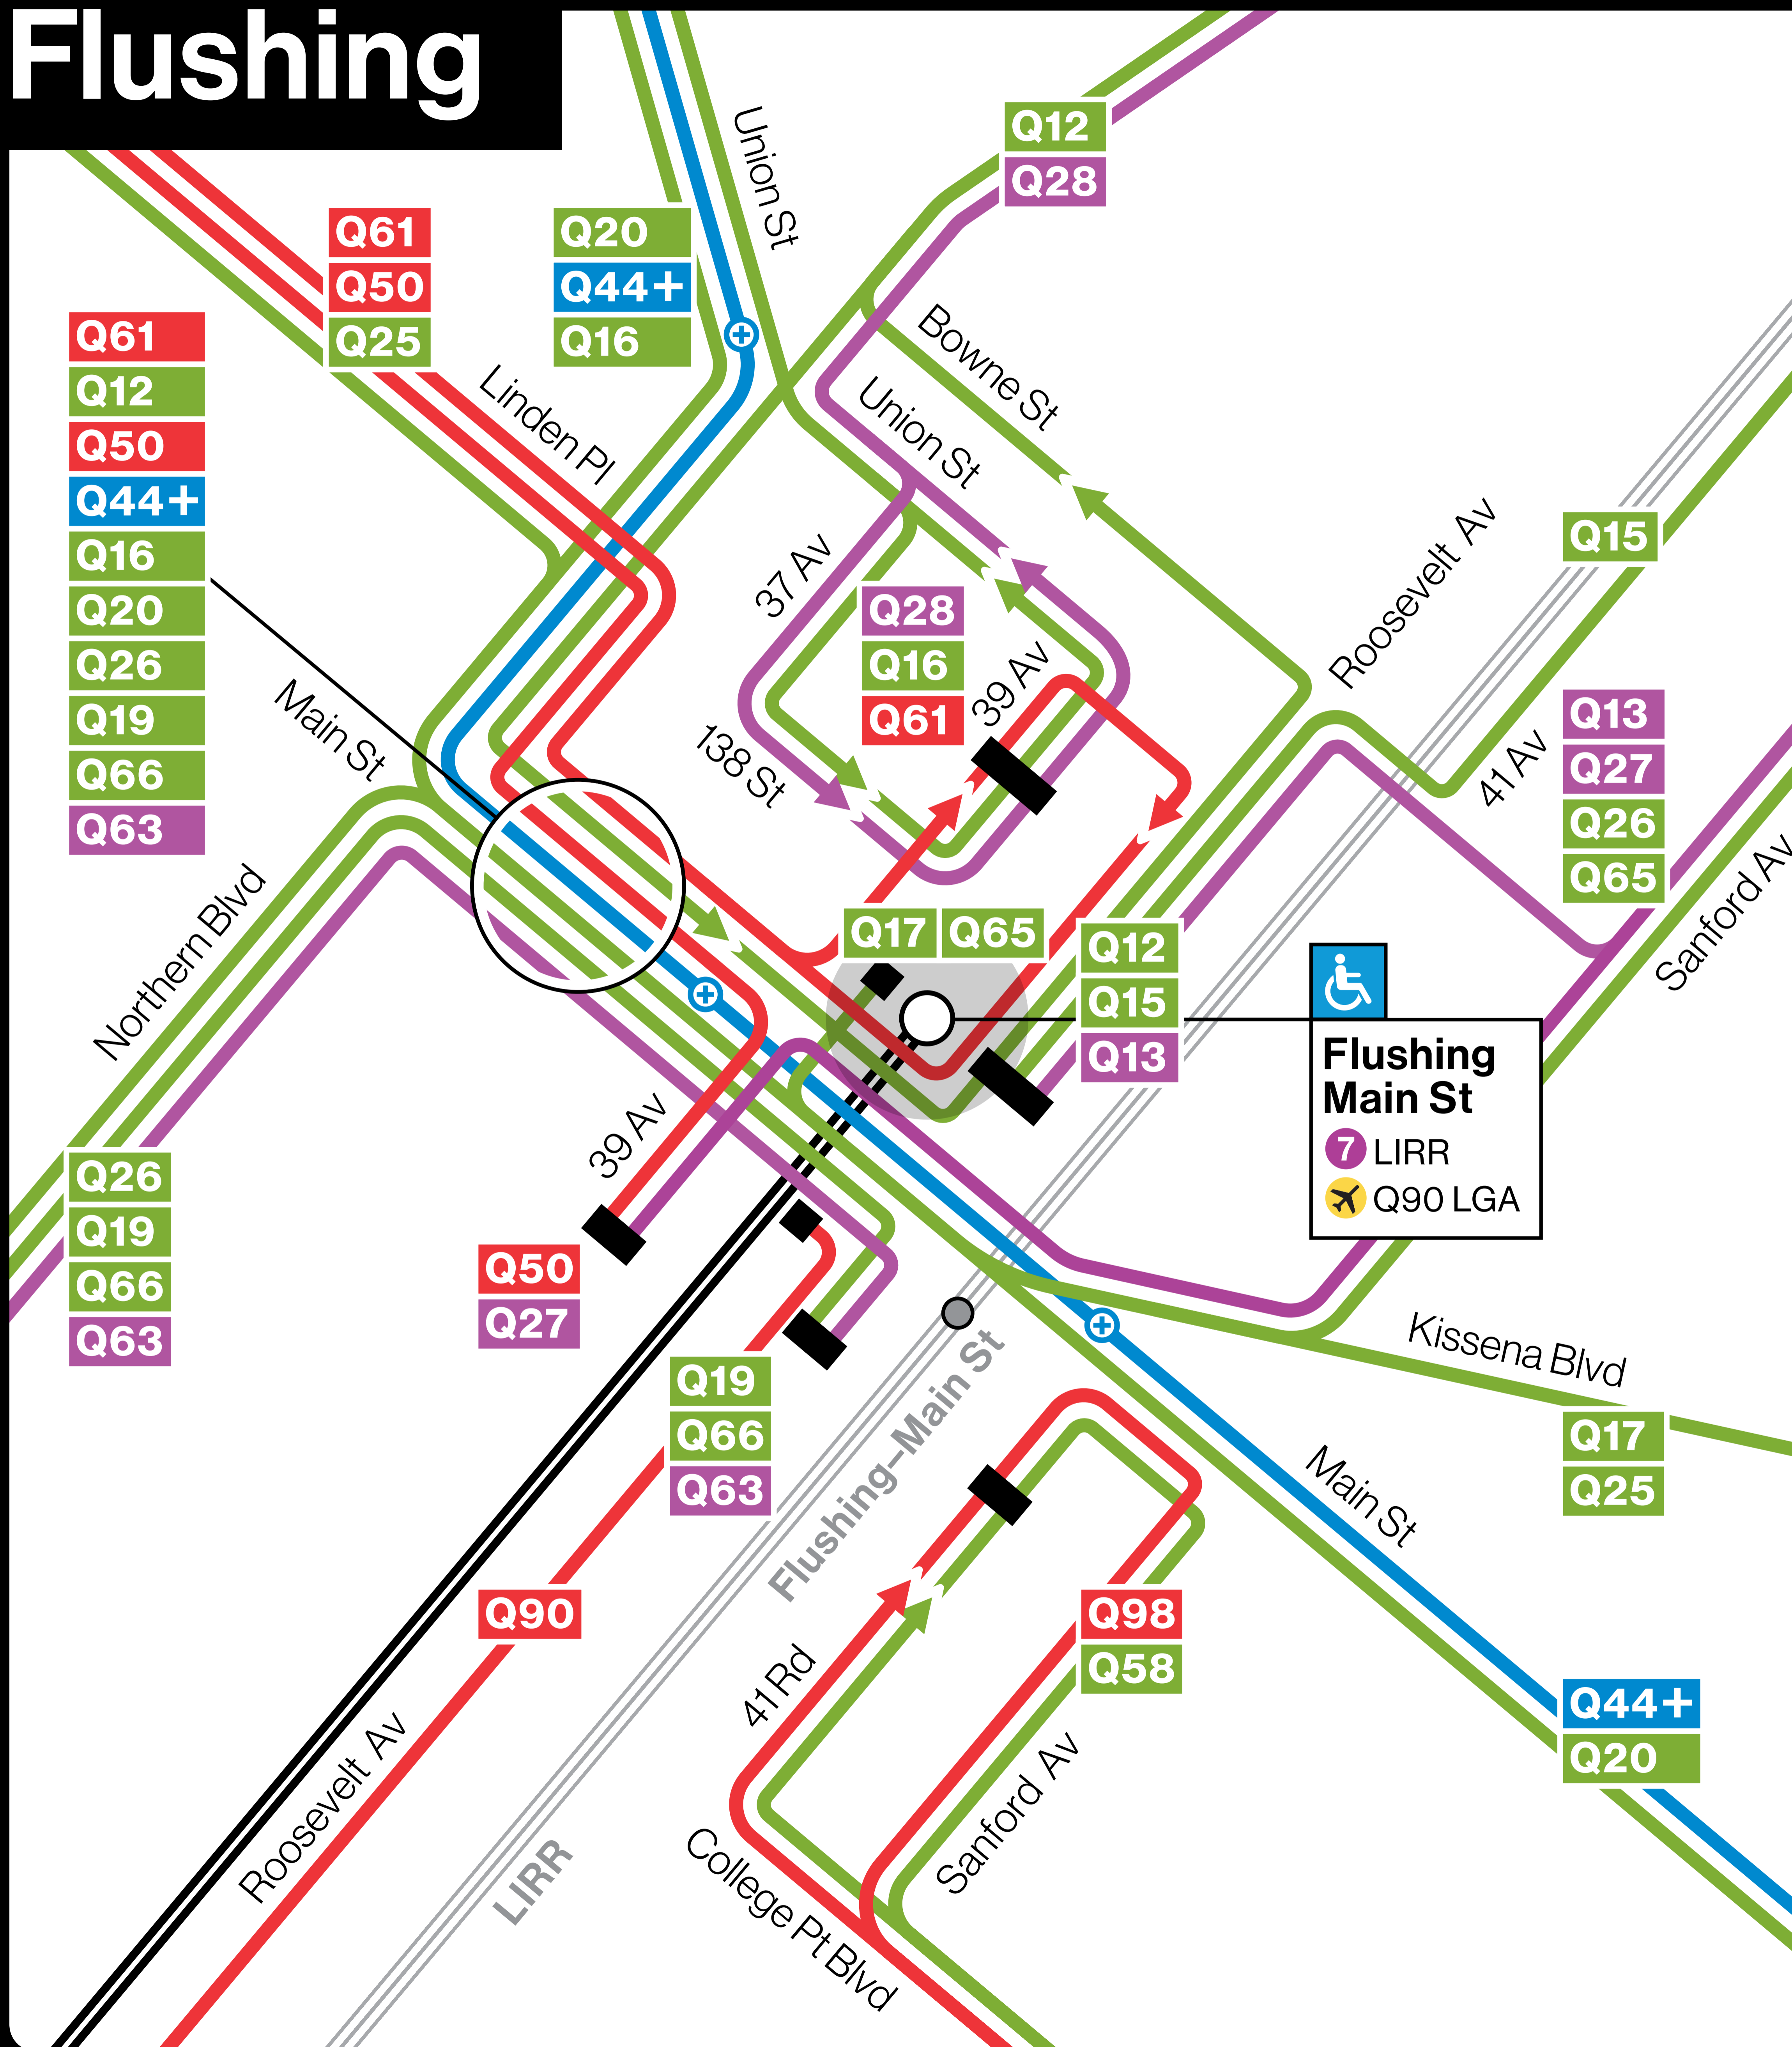 Flushing
Union St
Q12
Q28
Q61
Q50
Q25
Q20
Q44+
Q16
Q61
Q12
Q50
Q44+
Q16
Q20
Q26
Q19
Q66
Q63
Linden Pl
Bowne St
Union St
Roosevelt Av
Q15
37 Av
Q28
Q16
Q61
39 Av
138 St
Main St
41 Av
Q13
Q27
Q26
Q65
Sanford Av
Northern Blvd
Q17 Q65
Q12
Q15
Q13
Flushing
Main St
7 LIRR
Q90 LGA
39 Av
Q26
Q19
Q66
Q63
Q50
Q27
Q19
Q66
Q63
Flushing–Main St
Kissena Blvd
Q17
Q25
Main St
Q90
Q98
Q58
41 Rd
Q44+
Q20
Roosevelt Av
LIRR
Sanford Av
College Pt Blvd